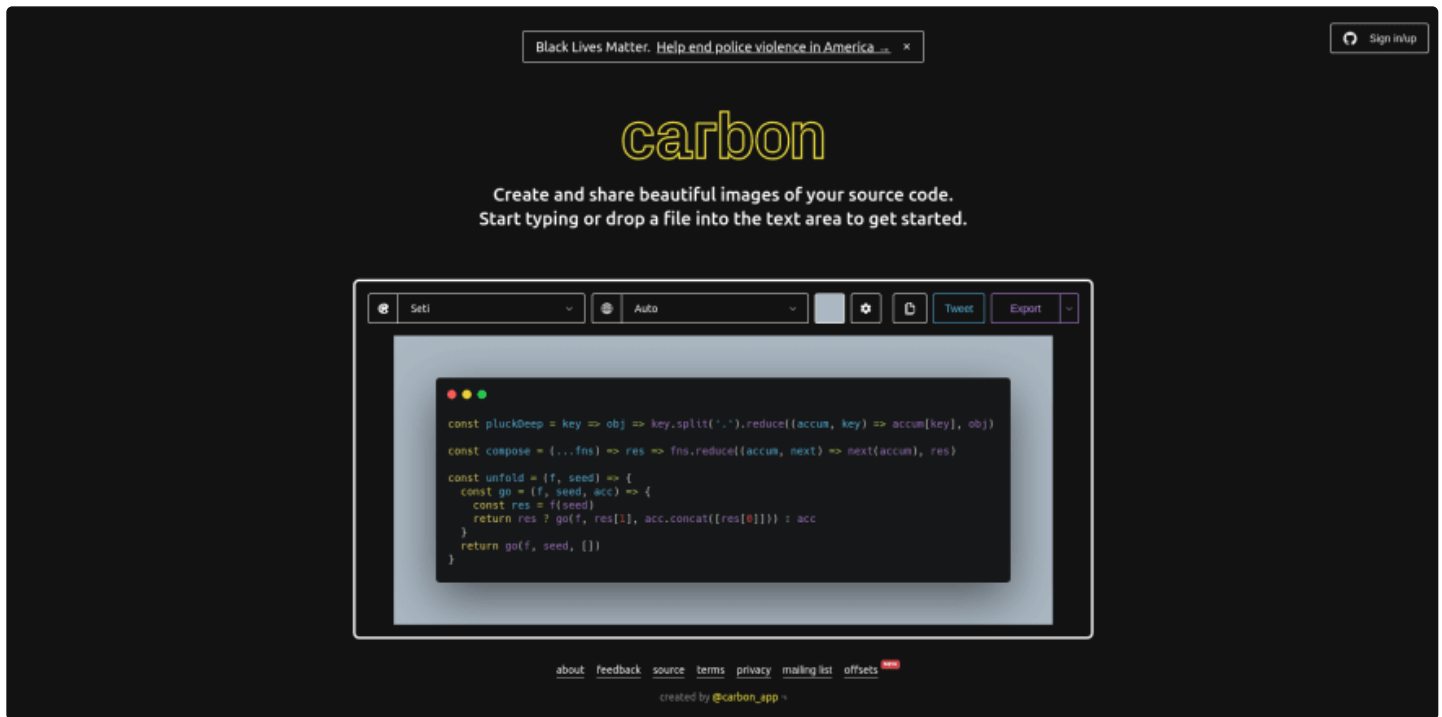 Black Lives Matter. Help end police violence in America → ×
Sign in/up
carbon
Create and share beautiful images of your source code.
Start typing or drop a file into the text area to get started.
Seti
Auto
Tweet
Export
const pluckDeep = key => obj => key.split('.').reduce((accum, key) => accum[key], obj)
const compose = (...fns) => res => fns.reduce((accum, next) => next(accum), res)
const unfold = (f, seed) => {
  const go = (f, seed, acc) => {
    const res = f(seed)
    return res ? go(f, res[1], acc.concat([res[0]])) : acc
  }
  return go(f, seed, [])
}
about feedback source terms privacy mailing list offsets NEW
created by @carbon_app ¬